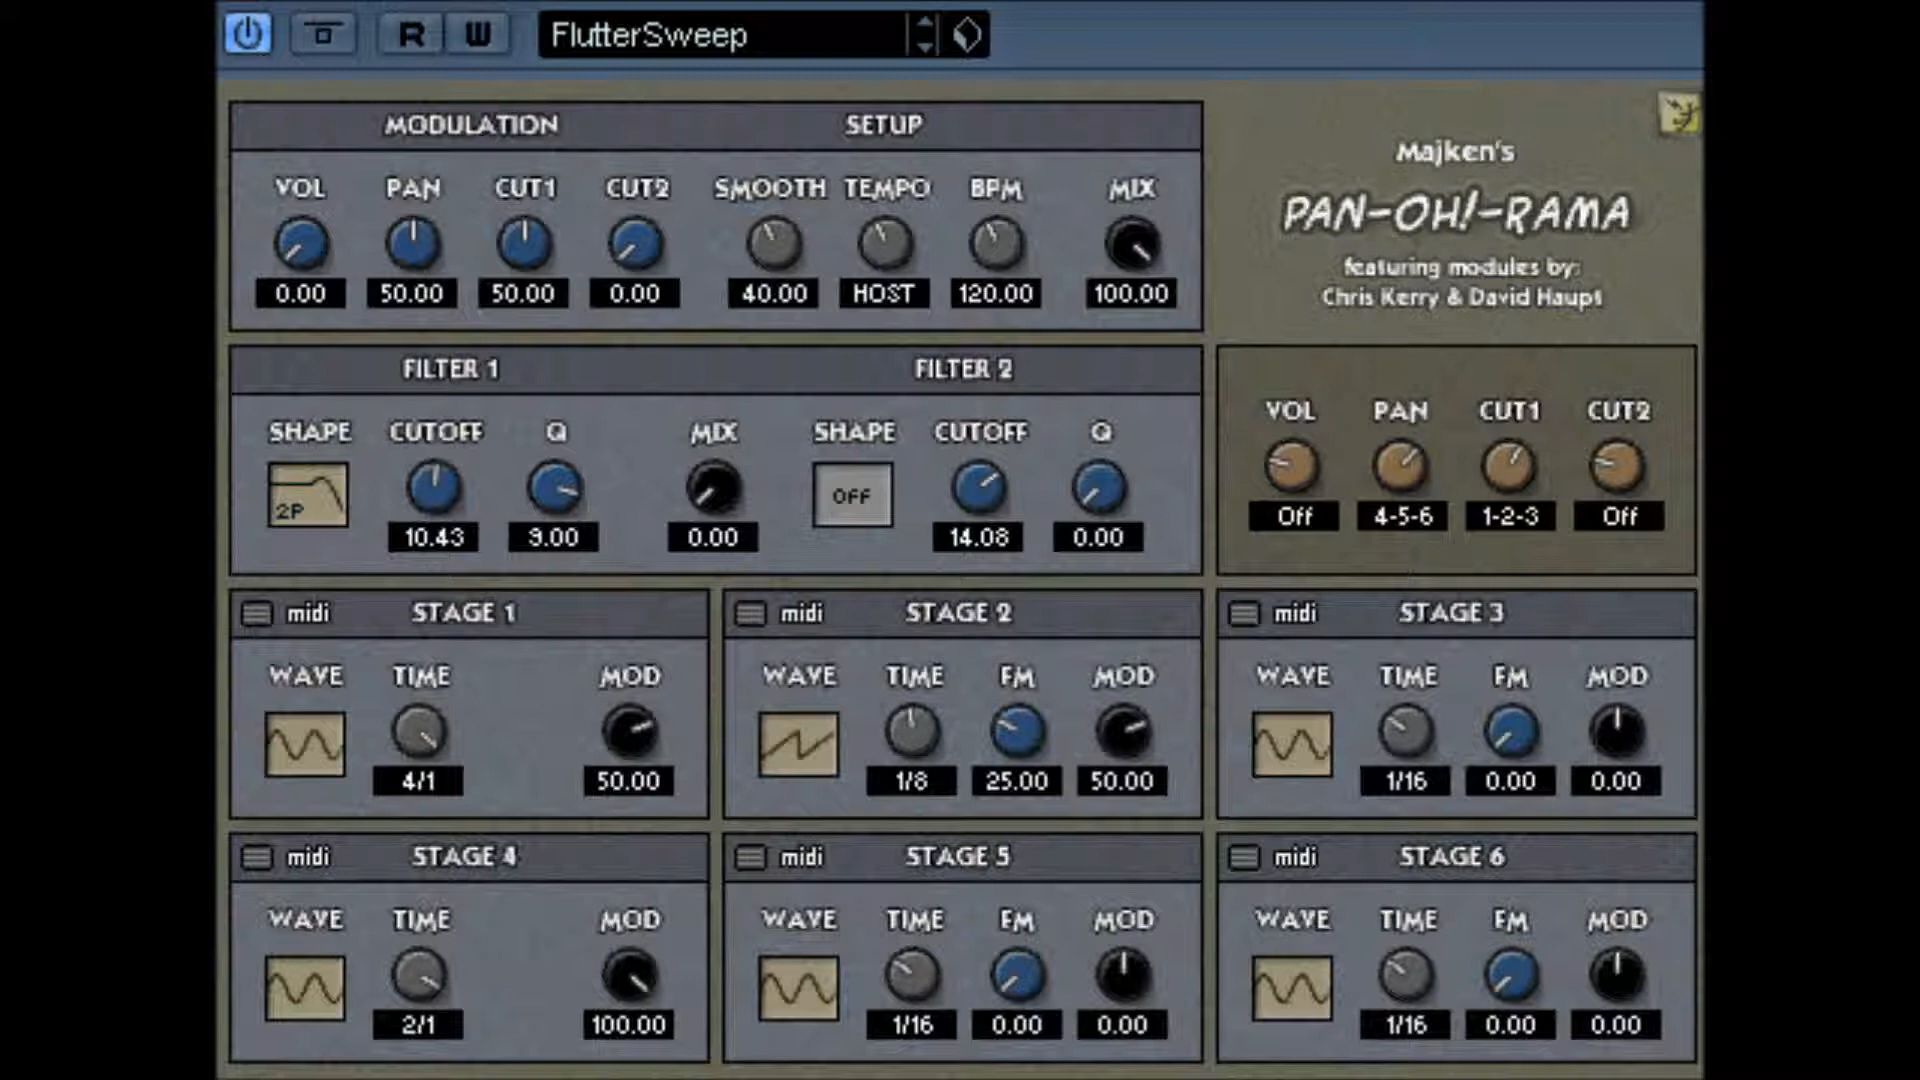 R W FlutterSweep
MODULATION SETUP
VOL PAN CUT1 CUT2 SMOOTH TEMPO BPM MIX
0.00 50.00 50.00 0.00 40.00 HOST 120.00 100.00
Majken's
PAN-OH!-RAMA
featuring modules by:
Chris Kerry & David Haupt
FILTER 1 FILTER 2
SHAPE CUTOFF Q MIX SHAPE CUTOFF Q
2P OFF
10.43 9.00 0.00 14.08 0.00
VOL PAN CUT1 CUT2
Off 4-5-6 1-2-3 Off
midi STAGE 1
WAVE TIME MOD
4/1 50.00
midi STAGE 2
WAVE TIME FM MOD
1/8 25.00 50.00
midi STAGE 3
WAVE TIME FM MOD
1/16 0.00 0.00
midi STAGE 4
WAVE TIME MOD
2/1 100.00
midi STAGE 5
WAVE TIME FM MOD
1/16 0.00 0.00
midi STAGE 6
WAVE TIME FM MOD
1/16 0.00 0.00